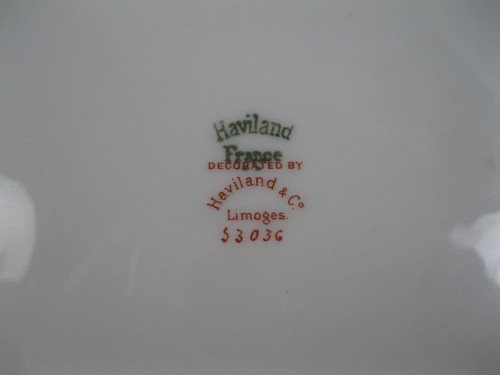 Haviland
France
DECORATED BY
Haviland & Co
Limoges.
53036